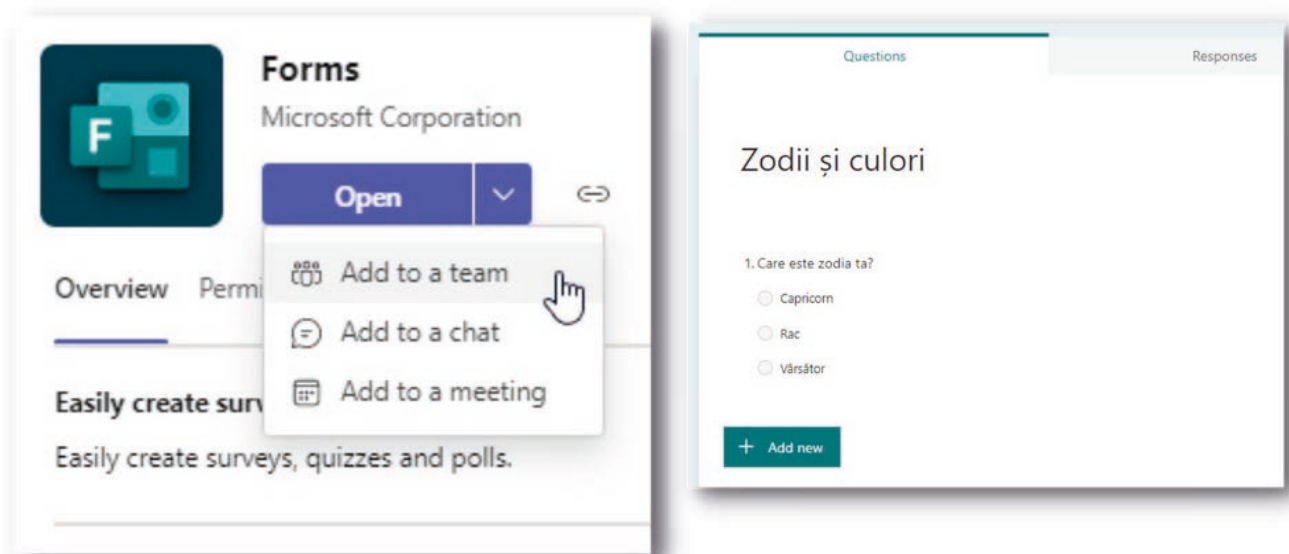 F
Forms
Microsoft Corporation
Open
Add to a team
Overview Permi
Add to a chat
Add to a meeting
Easily create surv
Easily create surveys, quizzes and polls.
Questions Responses
Zodii și culori
1. Care este zodia ta?
Capricorn
Rac
Vărsător
+ Add new